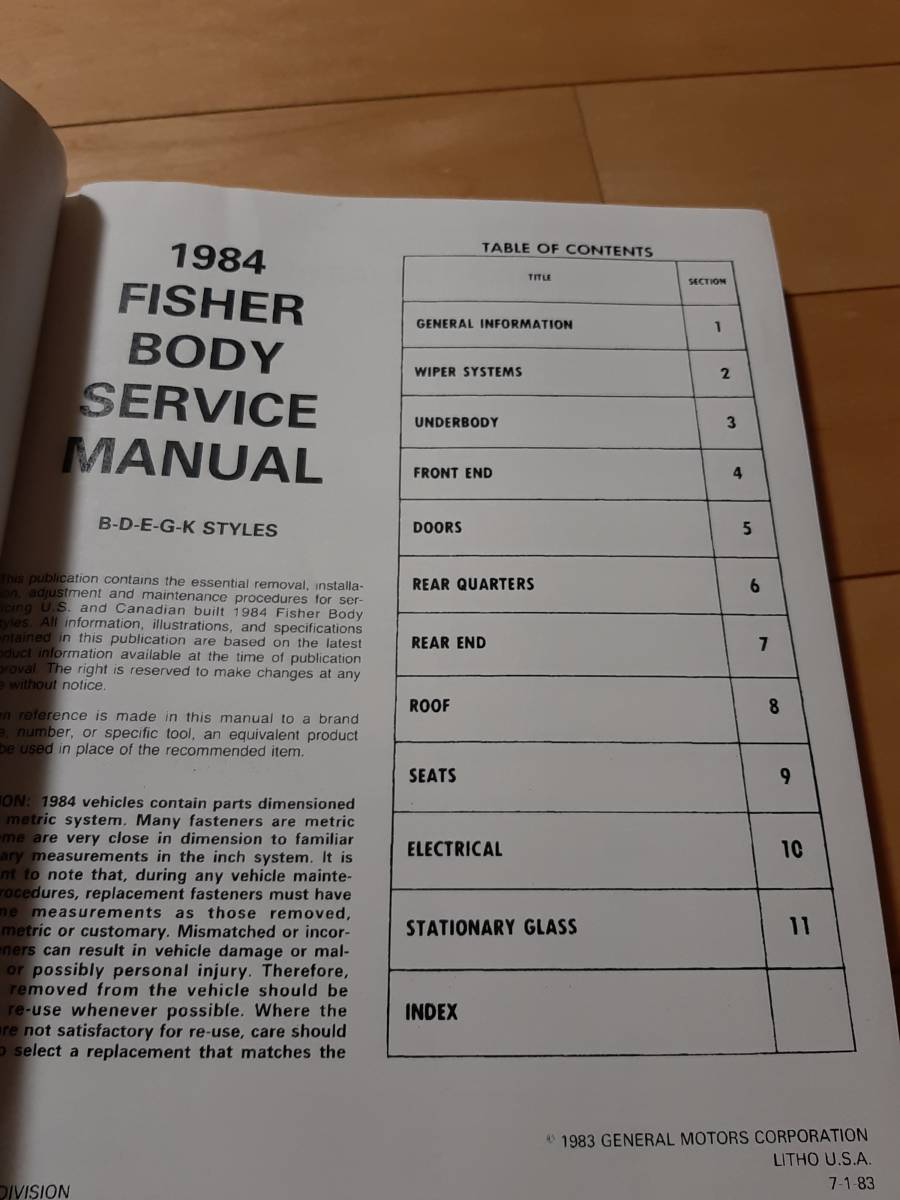 1984
FISHER
BODY
SERVICE
MANUAL
B-D-E-G-K STYLES
This publication contains the essential removal, installa-
adjustment and maintenance procedures for ser-
U.S. and Canadian built 1984 Fisher Body
All information, illustrations, and specifications
in this publication are based on the latest
information available at the time of publication
The right is reserved to make changes at any
without notice.
reference is made in this manual to a brand
number, or specific tool, an equivalent product
be used in place of the recommended item.
1984 vehicles contain parts dimensioned
metric system. Many fasteners are metric
are very close in dimension to familiar
measurements in the inch system. It is
to note that, during any vehicle mainte-
replacement fasteners must have
measurements as those removed,
metric or customary. Mismatched or incor-
can result in vehicle damage or mal-
or possibly personal injury. Therefore,
removed from the vehicle should be
re-use whenever possible. Where the
not satisfactory for re-use, care should
select a replacement that matches the
DIVISION
TABLE OF CONTENTS
TITLE SECTION
GENERAL INFORMATION 1
WIPER SYSTEMS 2
UNDERBODY 3
FRONT END 4
DOORS 5
REAR QUARTERS 6
REAR END 7
ROOF 8
SEATS 9
ELECTRICAL 10
STATIONARY GLASS 11
INDEX
© 1983 GENERAL MOTORS CORPORATION
LITHO U.S.A.
7-1-83